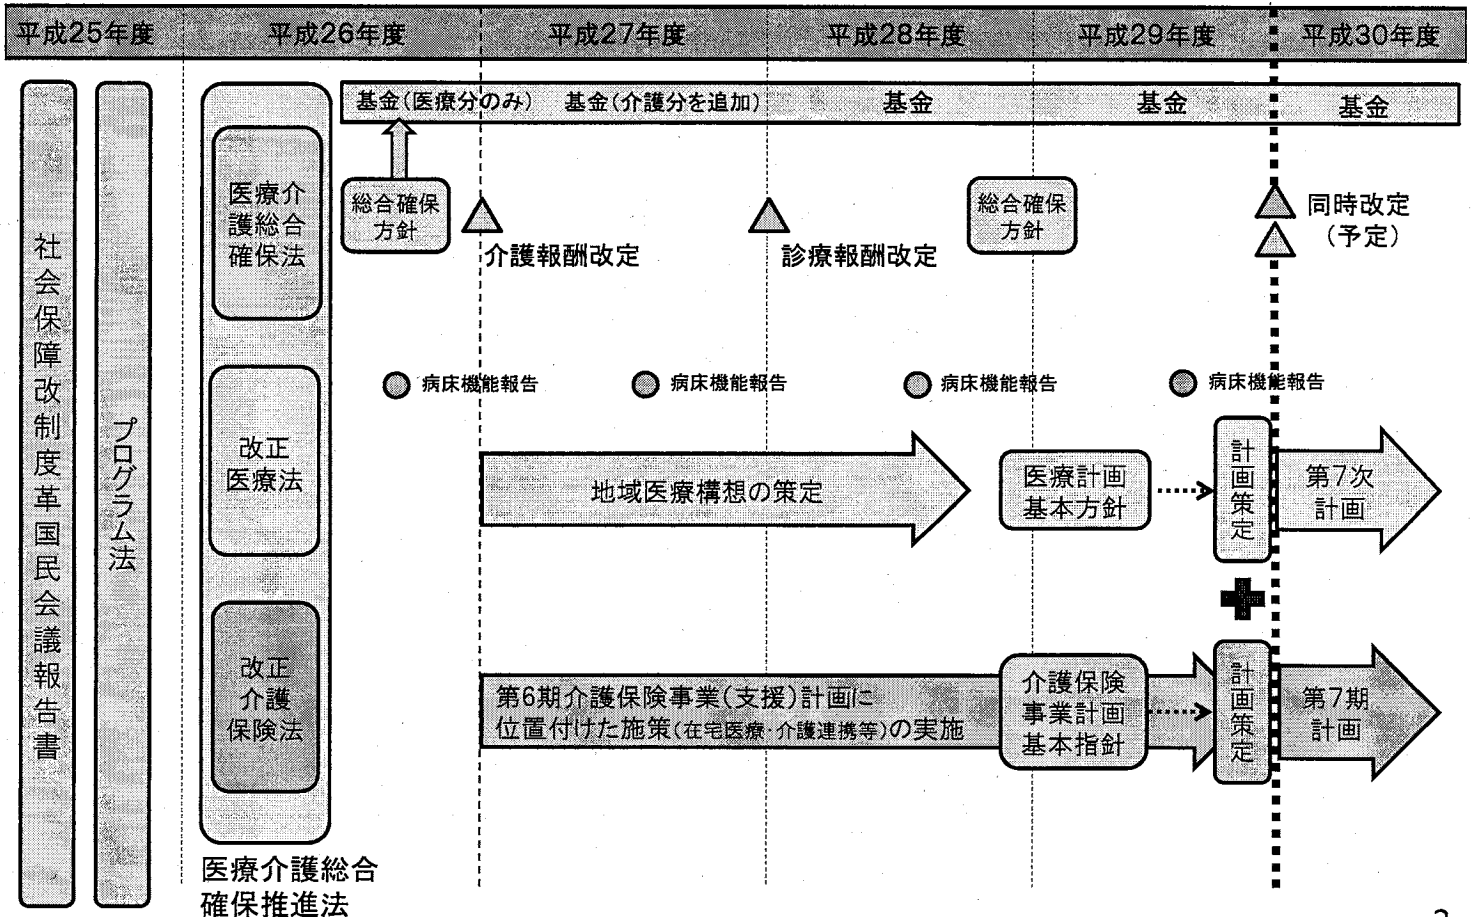 平成25年度
平成26年度
平成27年度
平成28年度
平成29年度
平成30年度
社会保障改制度革国民会議報告書
プログラム法
医療介
護総合
確保法
改正
医療法
改正
介護
保険法
医療介護総合
確保推進法
基金(医療分のみ)
基金(介護分を追加)
基金
基金
基金
総合確保
方針
介護報酬改定
診療報酬改定
総合確保
方針
同時改定
(予定)
病床機能報告
病床機能報告
病床機能報告
病床機能報告
地域医療構想の策定
医療計画
基本方針
計画策定
第7次
計画
第6期介護保険事業(支援)計画に
位置付けた施策(在宅医療・介護連携等)の実施
介護保険
事業計画
基本指針
計画策定
第7期
計画